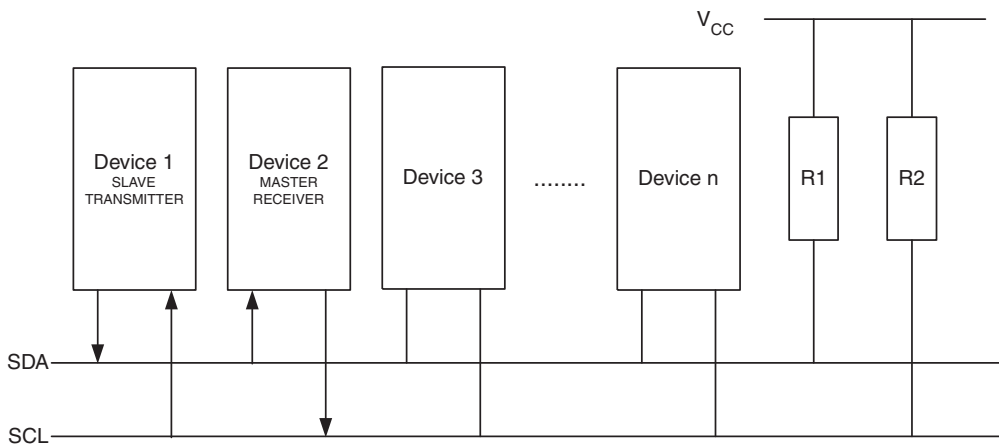 VCC
Device 1
SLAVE
TRANSMITTER
Device 2
MASTER
RECEIVER
Device 3
........
Device n
R1
R2
SDA
SCL